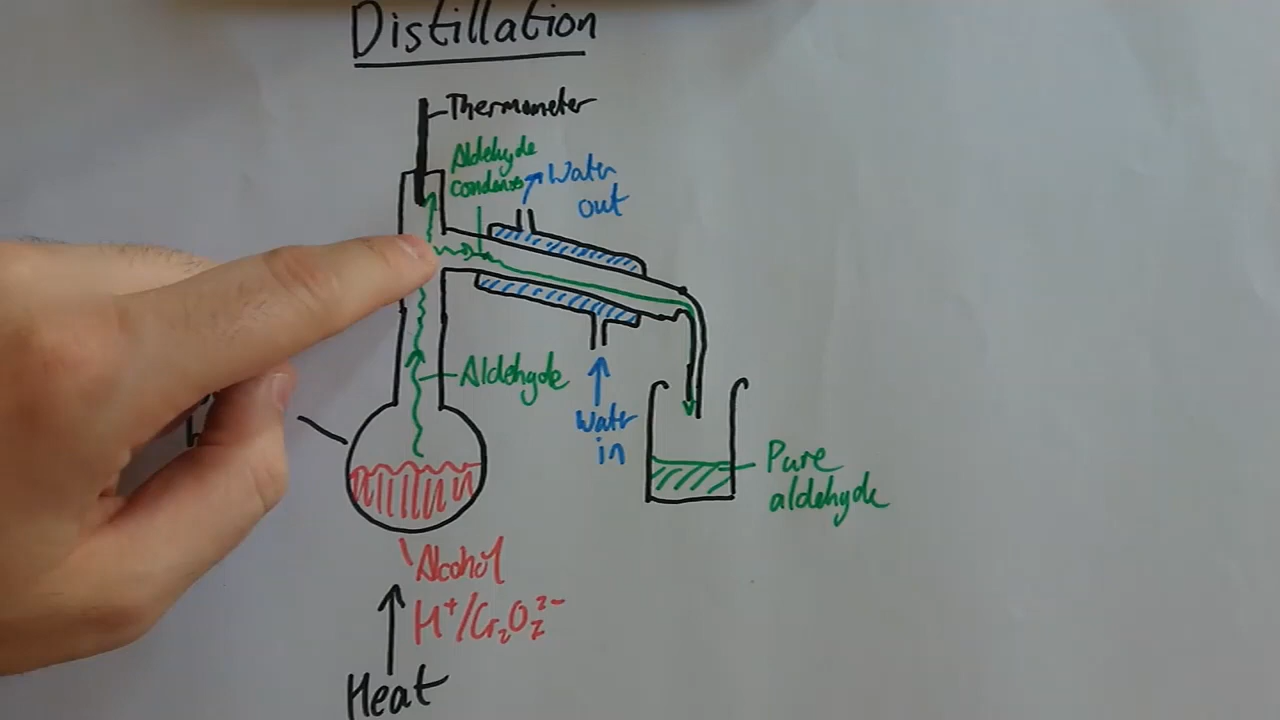 Distillation
Thermometer
Aldehyde
condenses
Water
out
Aldehyde
Water
in
Pure
aldehyde
Alcohol
H⁺/Cr₂O₇²⁻
Heat